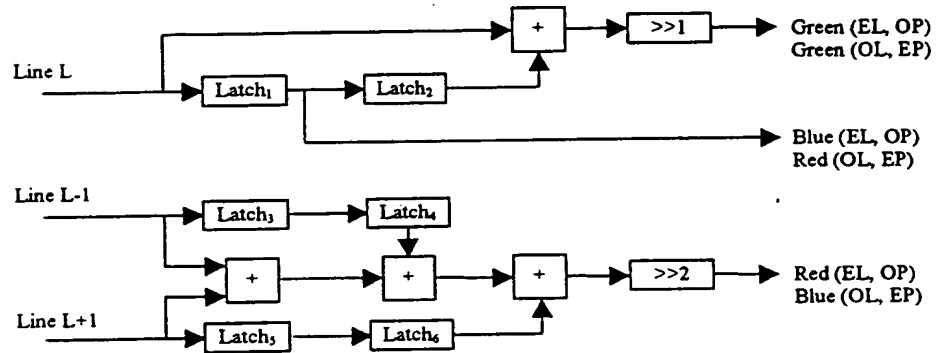 + >>1 Green (EL, OP)
Green (OL, EP)
Line L
Latch₁ Latch₂
Blue (EL, OP)
Red (OL, EP)
Line L-1
Latch₃ Latch₄
+ + + >>2 Red (EL, OP)
Blue (OL, EP)
Line L+1
Latch₅ Latch₆